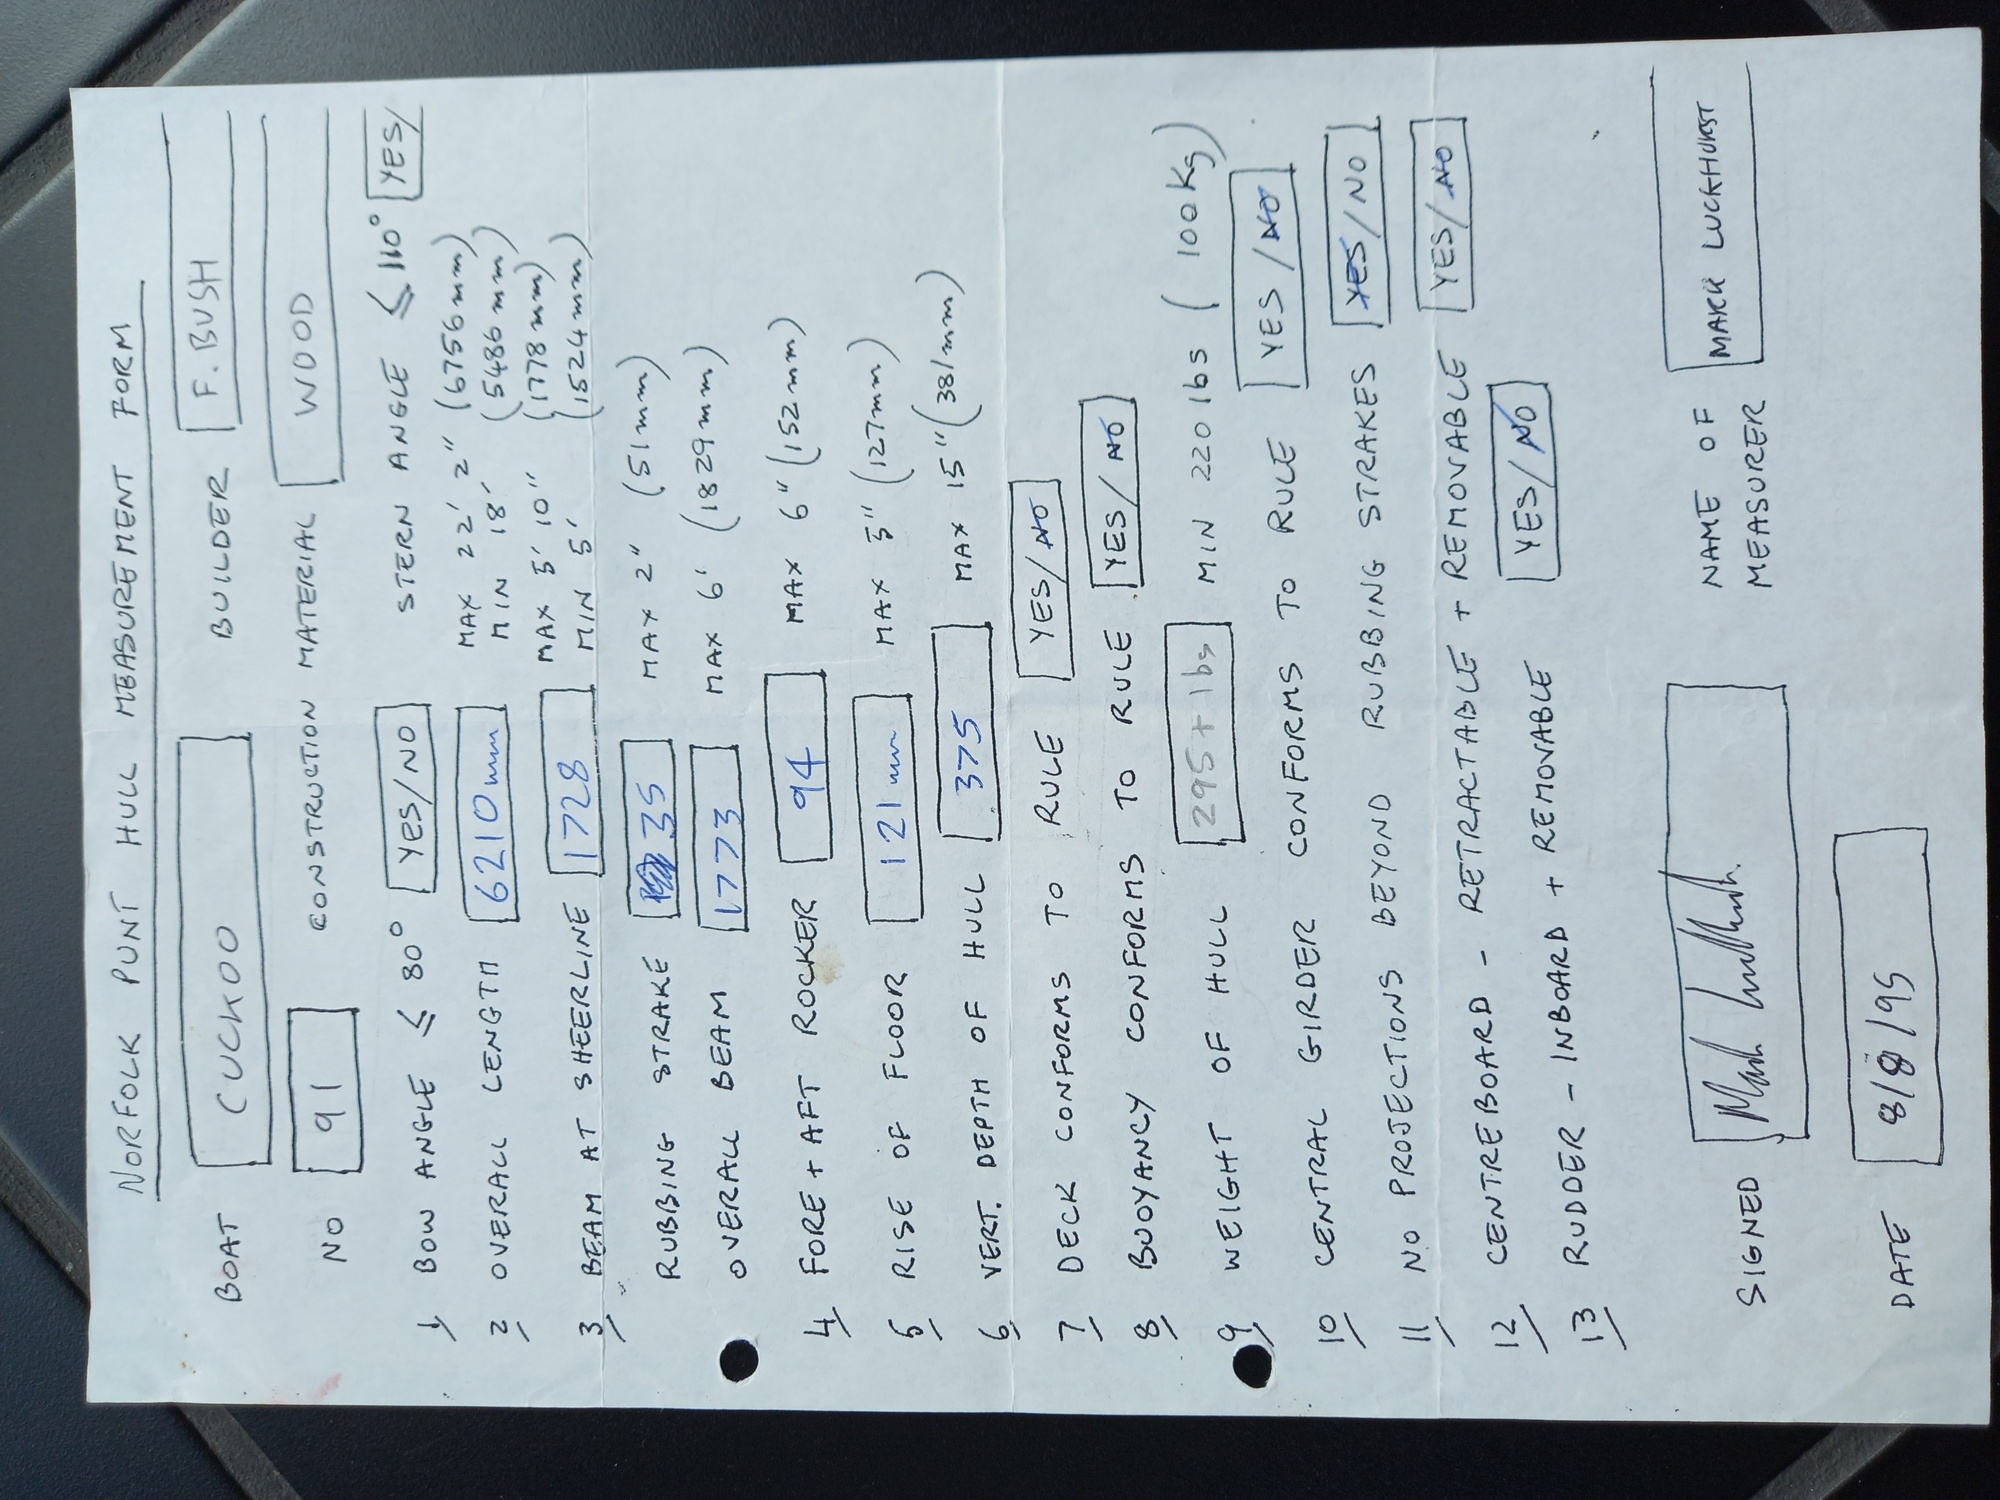 NORFOLK PUNT HULL MEASUREMENT FORM
BOAT CUCKOO BUILDER F. BUSH
NO 91 CONSTRUCTION MATERIAL WOOD
1 BOW ANGLE ≤ 80° YES/NO STERN ANGLE ≤ 110° YES/
2 OVERALL LENGTH 6210mm MAX 22' 2" (6756mm)
MIN 18' (5486mm)
MAX 5' 10" (1778mm)
3 BEAM AT SHEERLINE 1728 MIN 5' (1524mm)
RUBBING STRAKE 35 MAX 2" (51mm)
OVERALL BEAM 1773 MAX 6' (1829mm)
4 FORE + AFT ROCKER 94 MAX 6" (152mm)
5 RISE OF FLOOR 121mm MAX 5" (127mm)
6 VERT. DEPTH OF HULL 375 MAX 15" (381mm)
7 DECK CONFORMS TO RULE YES/NO
8 BUOYANCY CONFORMS TO RULE YES/NO
9 WEIGHT OF HULL 295+ lbs MIN 220 lbs (100Kg)
10 CENTRAL GIRDER CONFORMS TO RULE YES/NO
11 NO PROJECTIONS BEYOND RUBBING STRAKES YES/NO
12 CENTREBOARD - RETRACTABLE + REMOVABLE YES/NO
13 RUDDER - INBOARD + REMOVABLE YES/NO
SIGNED Mark Luckhurst NAME OF MEASURER MARK LUCKHURST
DATE 8/8/95